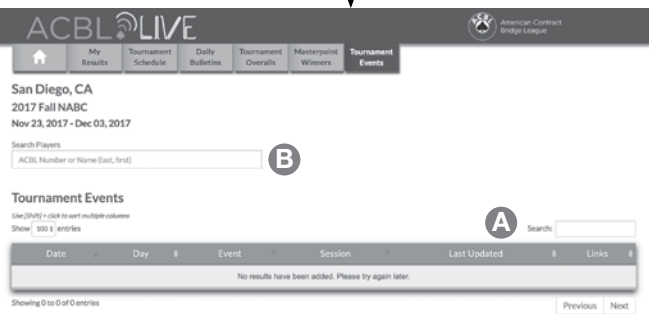 ACBL LIVE
American Contract
Bridge League
My Results
Tournament Schedule
Daily Bulletins
Tournament Overalls
Masterpoint Winners
Tournament Events
San Diego, CA
2017 Fall NABC
Nov 23, 2017 - Dec 03, 2017
Search Players
ACBL Number or Name (last, first)
B
Tournament Events
Use [Shift] + click to sort multiple columns
Show 100 entries
A
Search:
Date Day Event Session Last Updated Links
No results have been added. Please try again later.
Showing 0 to 0 of 0 entries
Previous Next